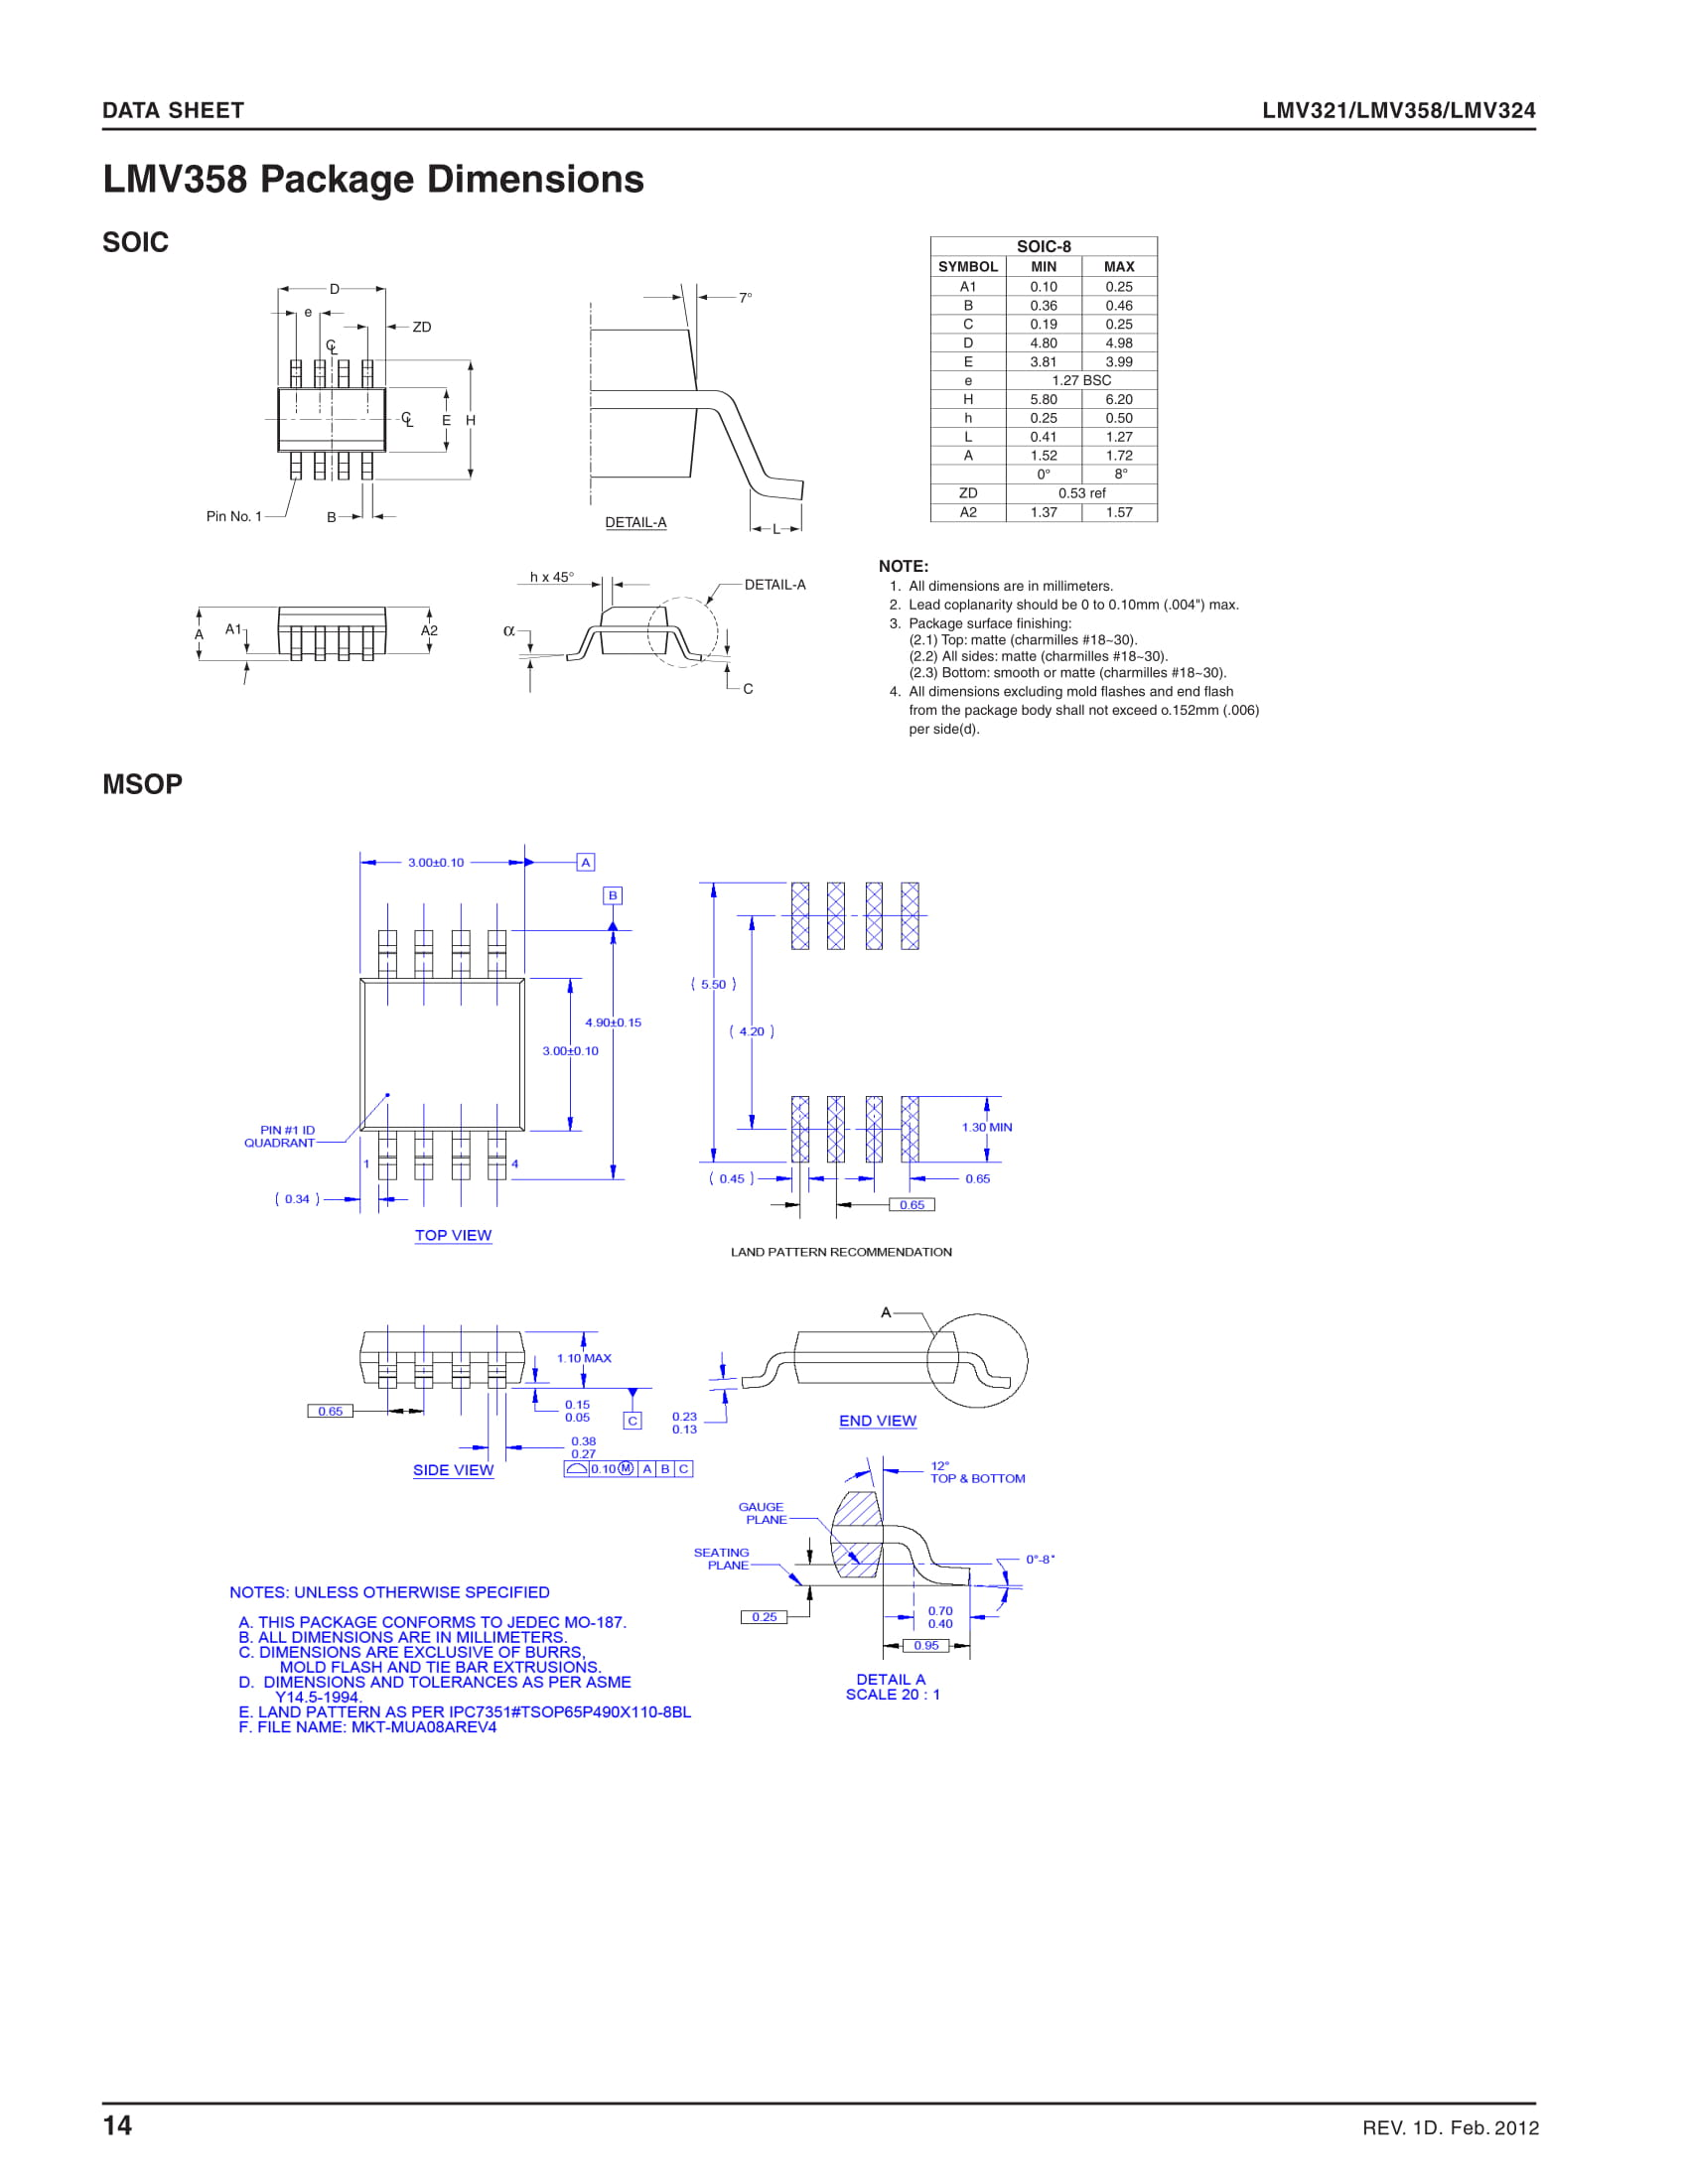 DATA SHEET
LMV321/LMV358/LMV324
LMV358 Package Dimensions
SOIC
D
e
ZD
℄
℄
E
H
Pin No. 1
B
7°
DETAIL-A
L
SOIC-8
SYMBOL MIN MAX
A1 0.10 0.25
B 0.36 0.46
C 0.19 0.25
D 4.80 4.98
E 3.81 3.99
e 1.27 BSC
H 5.80 6.20
h 0.25 0.50
L 0.41 1.27
A 1.52 1.72
0° 8°
ZD 0.53 ref
A2 1.37 1.57
A
A1
A2
h x 45°
DETAIL-A
α
C
NOTE:
1. All dimensions are in millimeters.
2. Lead coplanarity should be 0 to 0.10mm (.004") max.
3. Package surface finishing:
(2.1) Top: matte (charmilles #18~30).
(2.2) All sides: matte (charmilles #18~30).
(2.3) Bottom: smooth or matte (charmilles #18~30).
4. All dimensions excluding mold flashes and end flash
from the package body shall not exceed o.152mm (.006)
per side(d).
MSOP
3.00±0.10
A
B
4.90±0.15
3.00±0.10
PIN #1 ID
QUADRANT
1
4
( 0.34 )
TOP VIEW
( 5.50 )
( 4.20 )
1.30 MIN
( 0.45 )
0.65
0.65
LAND PATTERN RECOMMENDATION
1.10 MAX
0.65
0.15
0.05
C
0.38
0.27
⌓ 0.10 Ⓜ A B C
SIDE VIEW
A
0.23
0.13
END VIEW
12°
TOP & BOTTOM
GAUGE
PLANE
SEATING
PLANE
0°-8°
0.25
0.70
0.40
0.95
DETAIL A
SCALE 20 : 1
NOTES: UNLESS OTHERWISE SPECIFIED
A. THIS PACKAGE CONFORMS TO JEDEC MO-187.
B. ALL DIMENSIONS ARE IN MILLIMETERS.
C. DIMENSIONS ARE EXCLUSIVE OF BURRS,
MOLD FLASH AND TIE BAR EXTRUSIONS.
D. DIMENSIONS AND TOLERANCES AS PER ASME
Y14.5-1994.
E. LAND PATTERN AS PER IPC7351#TSOP65P490X110-8BL
F. FILE NAME: MKT-MUA08AREV4
14
REV. 1D. Feb. 2012